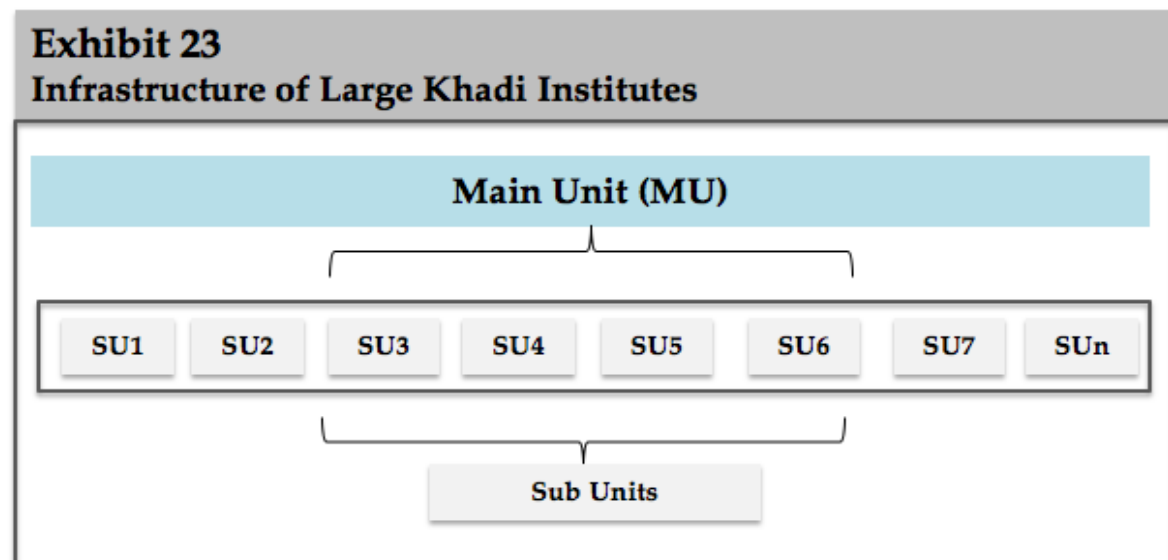 Exhibit 23
Infrastructure of Large Khadi Institutes
Main Unit (MU)
SU1 SU2 SU3 SU4 SU5 SU6 SU7 SUn
Sub Units